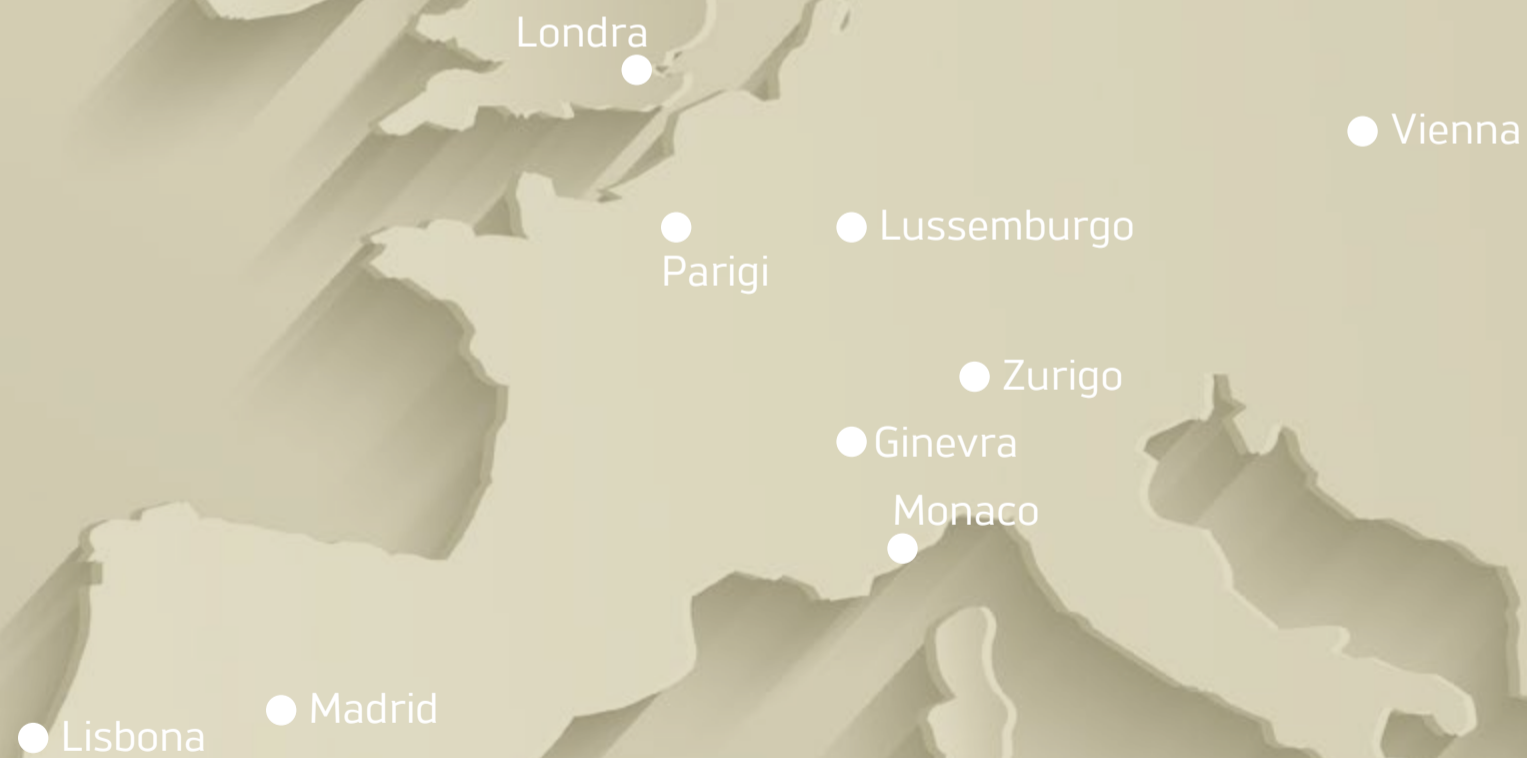 Londra
Vienna
Lussemburgo
Parigi
Zurigo
Ginevra
Monaco
Madrid
Lisbona